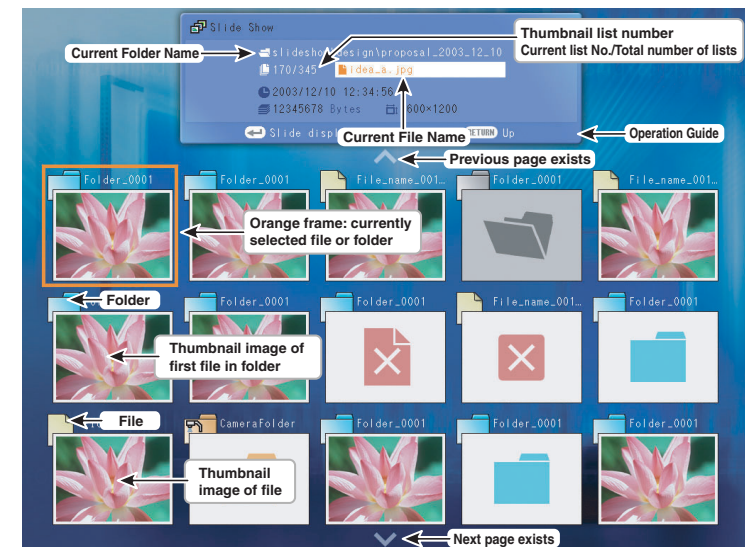 Slide Show
Thumbnail list number
Current list No./Total number of lists
Current Folder Name
slideshow design\proposal_2003_12_10
170/345
idea_a.jpg
2003/12/10 12:34:56
12345678 Bytes
600×1200
Slide disp
Current File Name
RETURN Up
Operation Guide
Previous page exists
Folder_0001
Folder_0001
File_name_001…
Folder_0001
File_name_001…
Orange frame: currently
selected file or folder
Folder
Folder_0001
Folder_0001
File_name_001…
Folder_0001
Thumbnail image of
first file in folder
File
CameraFolder
Folder_0001
Folder_0001
Folder_0001
Thumbnail
image of file
Next page exists